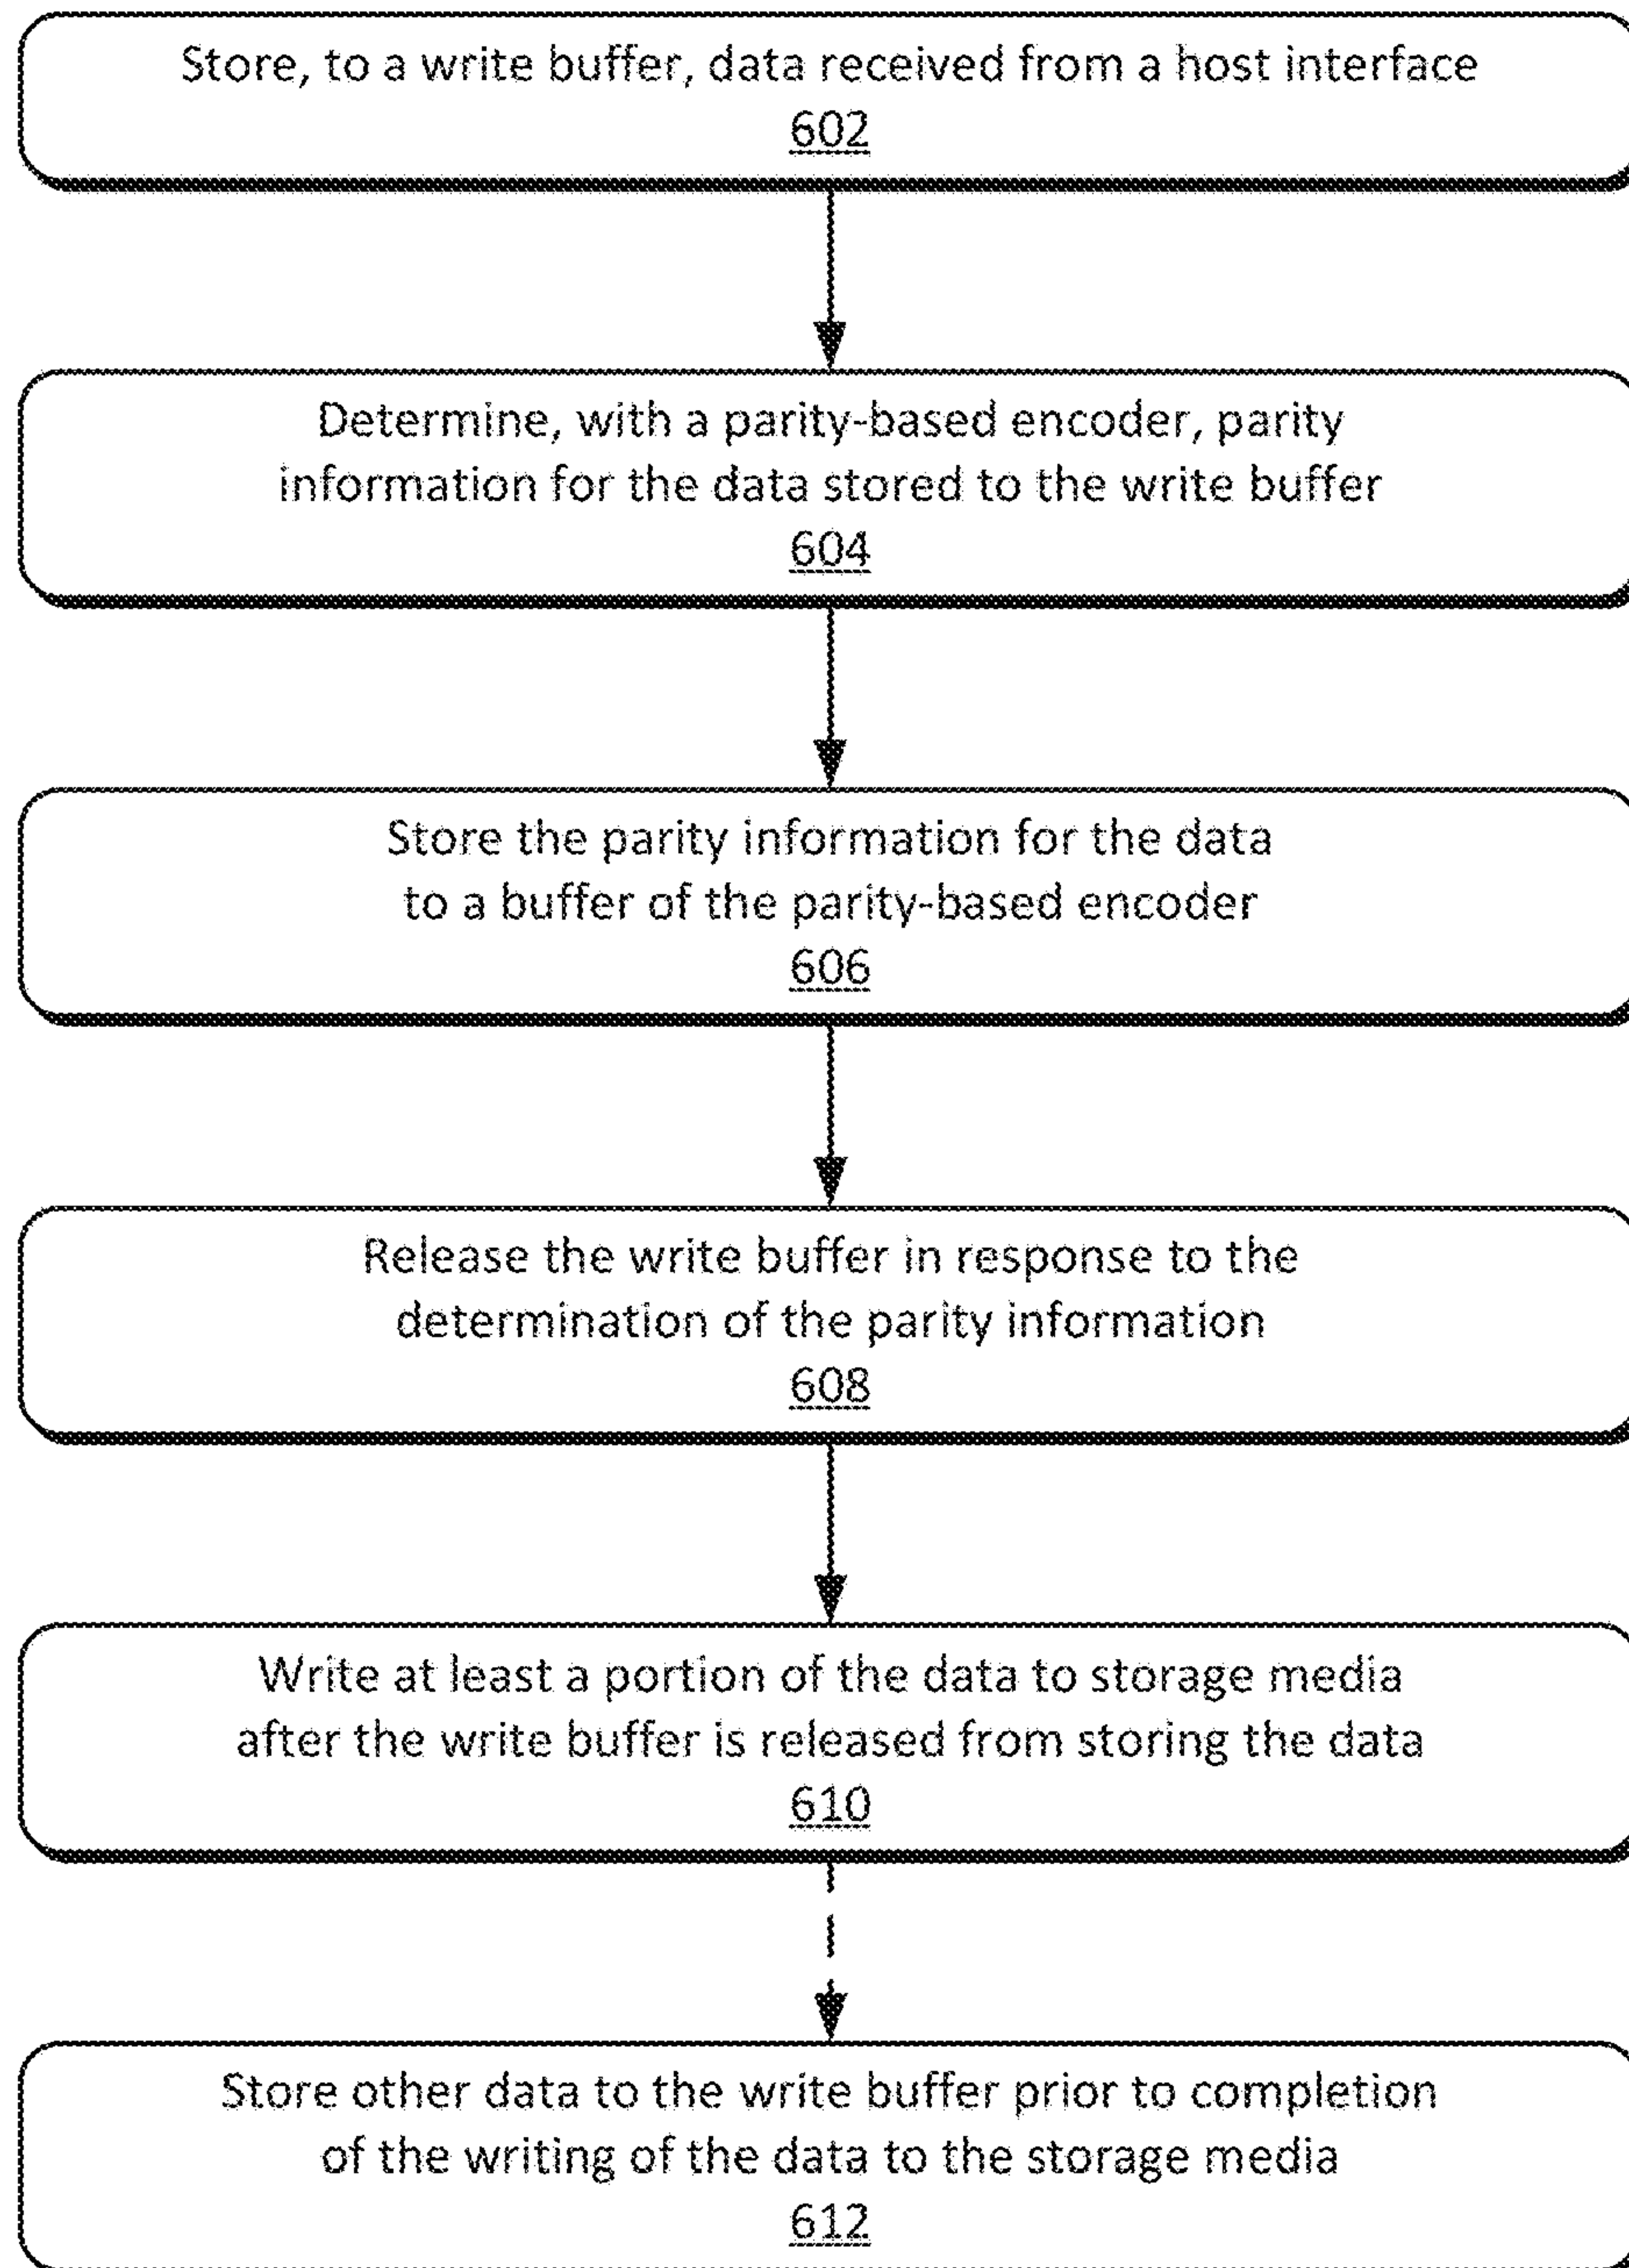 Store, to a write buffer, data received from a host interface
602
Determine, with a parity-based encoder, parity
information for the data stored to the write buffer
604
Store the parity information for the data
to a buffer of the parity-based encoder
606
Release the write buffer in response to the
determination of the parity information
608
Write at least a portion of the data to storage media
after the write buffer is released from storing the data
610
Store other data to the write buffer prior to completion
of the writing of the data to the storage media
612